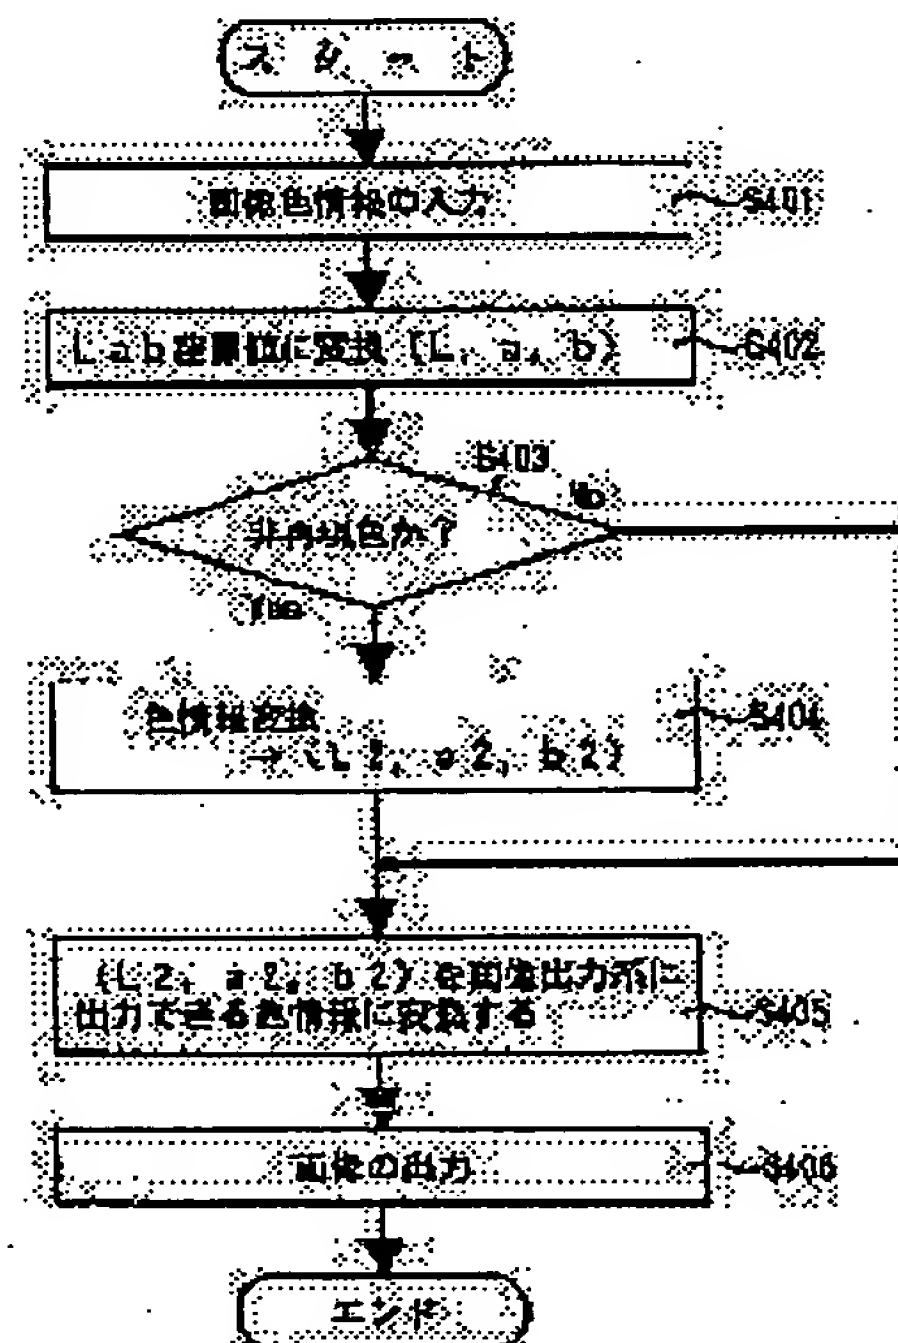 スタート
画像色情報の入力
S401
Lab座標値に変換（L，a，b）
S402
S403
No
非再現色か？
Yes
色情報変換
S404
→（L2，a2，b2）
（L2，a2，b2）を画像出力系に
出力できる色情報に変換する
S405
画像の出力
S406
エンド